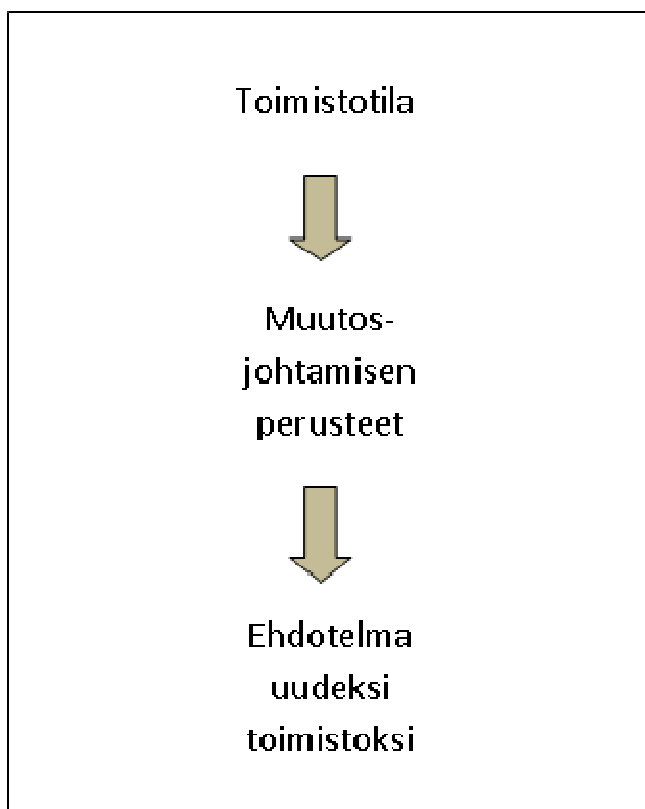 Toimistotila
Muutos-
johtamisen
perusteet
Ehdotelma
uudeksi
toimistoksi